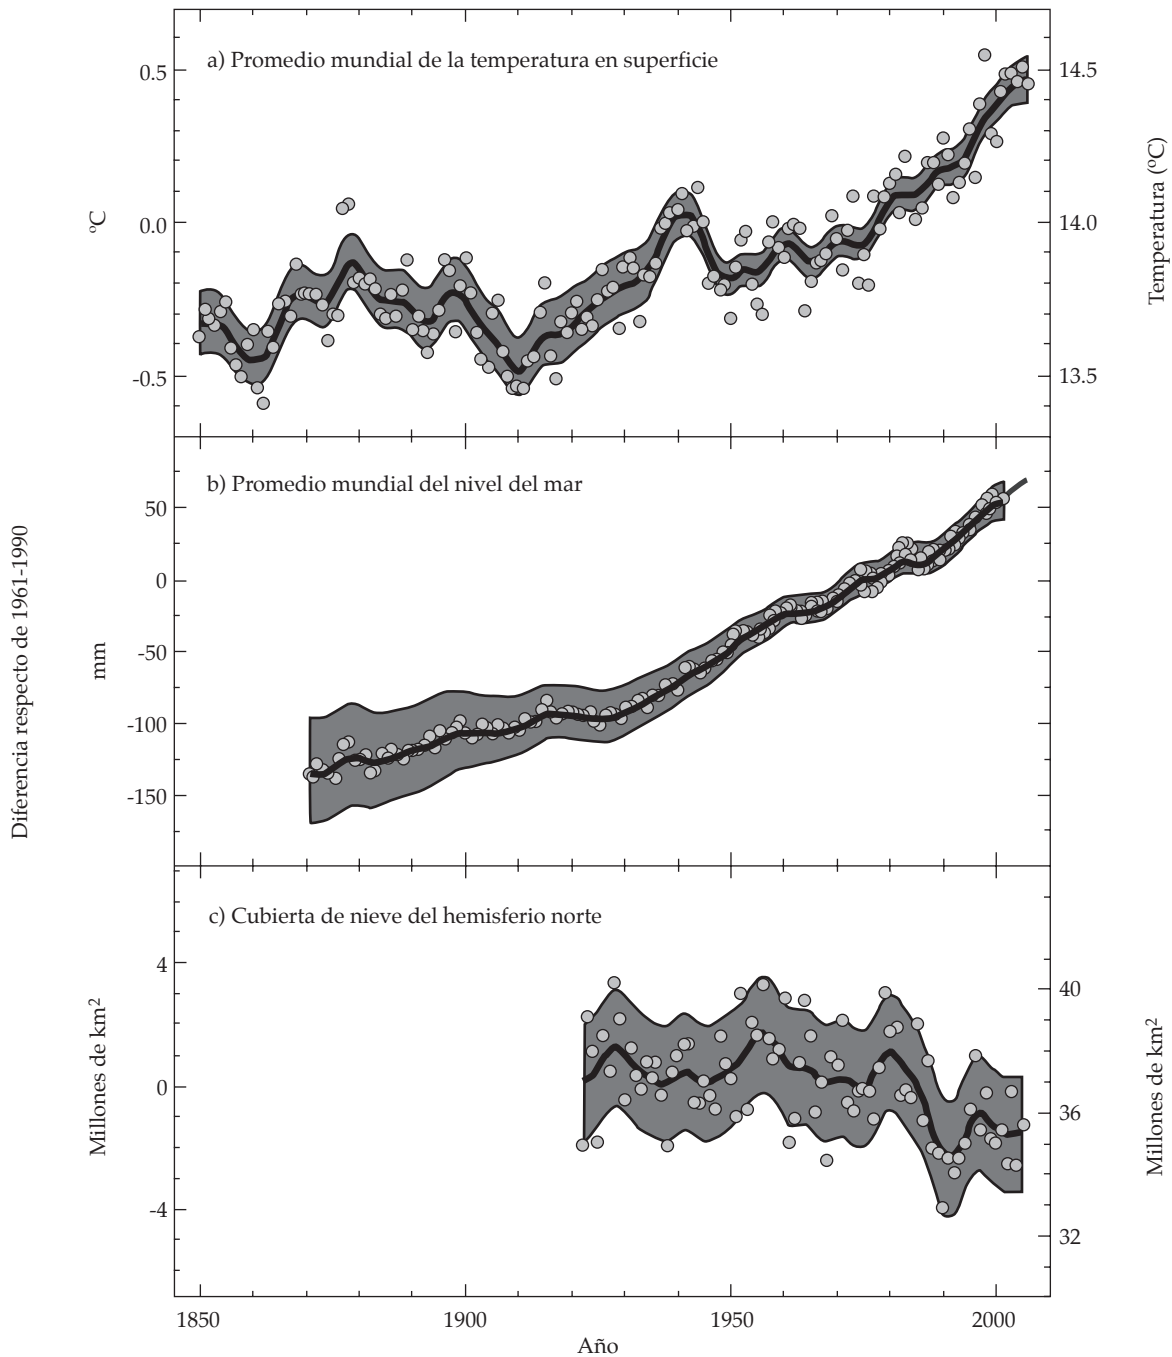 a) Promedio mundial de la temperatura en superficie
0.5
0.0
-0.5
ºC
14.5
14.0
13.5
Temperatura (ºC)
b) Promedio mundial del nivel del mar
50
0
-50
-100
-150
mm
Diferencia respecto de 1961-1990
c) Cubierta de nieve del hemisferio norte
4
0
-4
Millones de km²
40
36
32
Millones de km²
1850 1900 1950 2000
Año